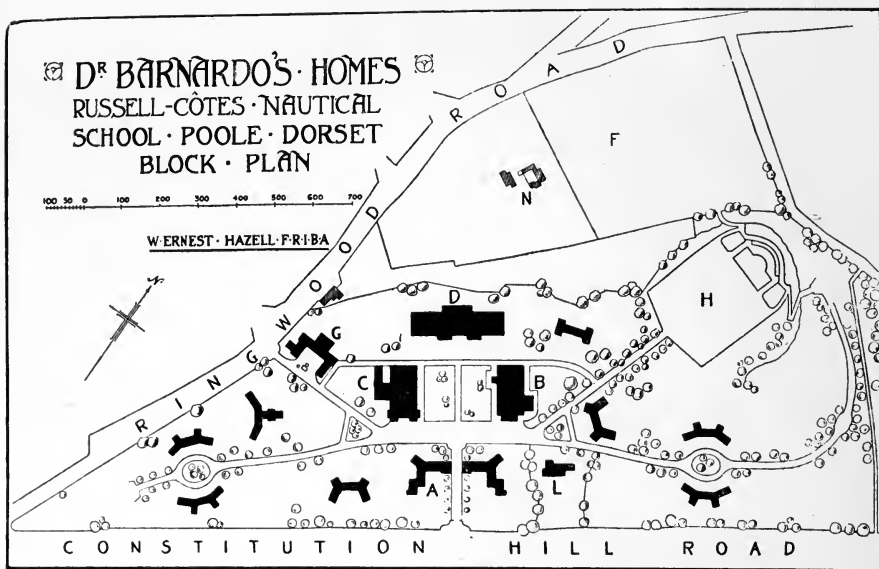 DR BARNARDO'S · HOMES
RUSSELL-CÔTES · NAUTICAL
SCHOOL · POOLE · DORSET
BLOCK · PLAN
100 50 0 100 200 300 400 500 600 700
W · ERNEST · HAZELL · F · R · I · B · A
N
RINGWOOD ROAD
F
N
H
D
G
C
B
A
L
CONSTITUTION HILL ROAD